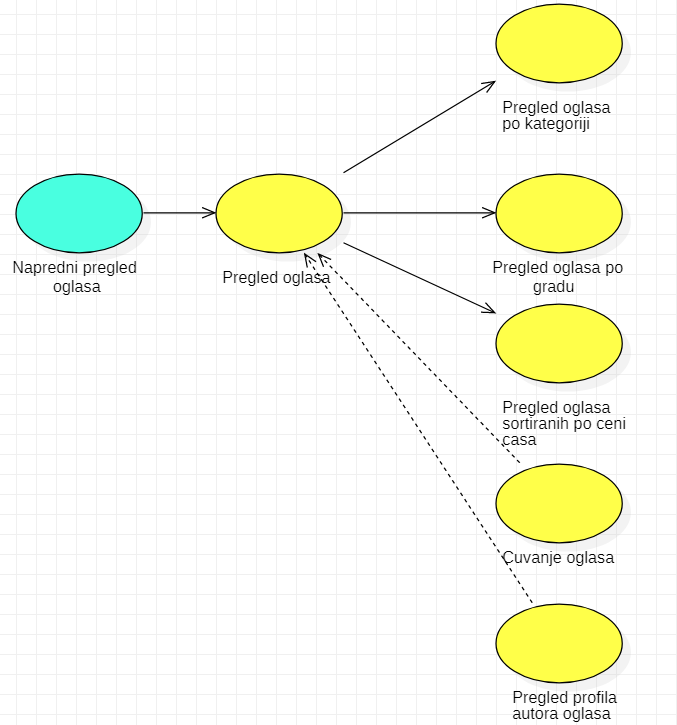 Pregled oglasa
po kategoriji
Napredni pregled
oglasa
Pregled oglasa
Pregled oglasa po
gradu
Pregled oglasa
sortiranih po ceni
casa
Cuvanje oglasa
Pregled profila
autora oglasa